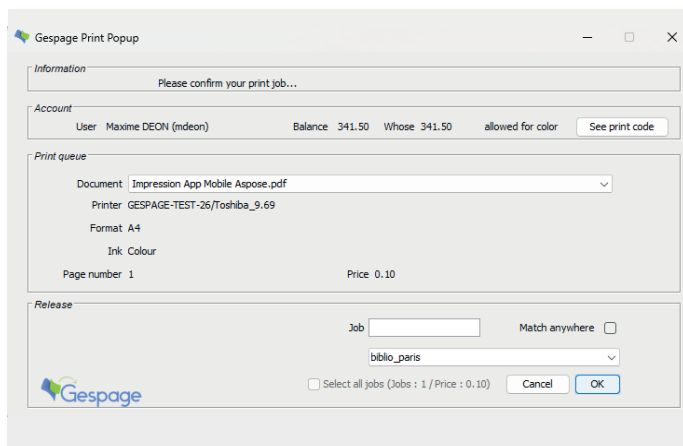 Gespage Print Popup
Information
Please confirm your print job...
Account
User Maxime DEON (mdeon) Balance 341.50 Whose 341.50 allowed for color See print code
Print queue
Document Impression App Mobile Aspose.pdf
Printer GESPAGE-TEST-26/Toshiba_9.69
Format A4
Ink Colour
Page number 1 Price 0.10
Release
Job Match anywhere
biblio_paris
Select all jobs (Jobs : 1 / Price : 0.10) Cancel OK
Gespage